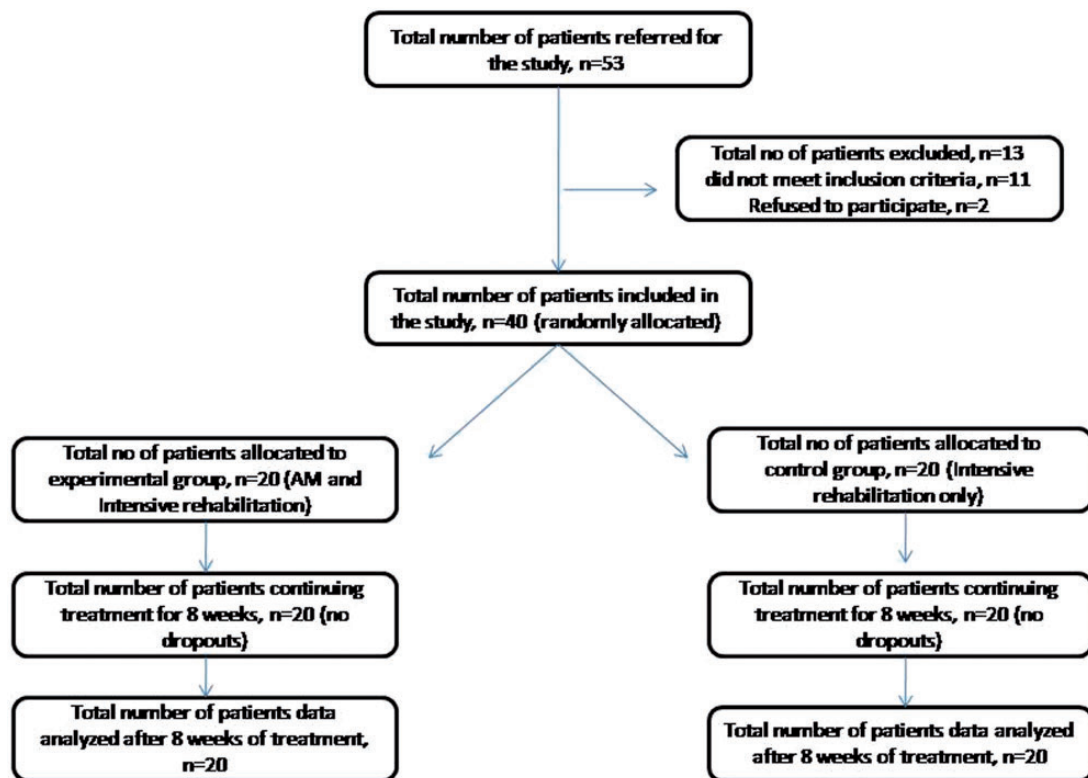 Total number of patients referred for
the study, n=53
Total no of patients excluded, n=13
did not meet inclusion criteria, n=11
Refused to participate, n=2
Total number of patients included in
the study, n=40 (randomly allocated)
Total no of patients allocated to
experimental group, n=20 (AM and
Intensive rehabilitation)
Total no of patients allocated to
control group, n=20 (Intensive
rehabilitation only)
Total number of patients continuing
treatment for 8 weeks, n=20 (no
dropouts)
Total number of patients continuing
treatment for 8 weeks, n=20 (no
dropouts)
Total number of patients data
analyzed after 8 weeks of treatment,
n=20
Total number of patients data analyzed
after 8 weeks of treatment, n=20